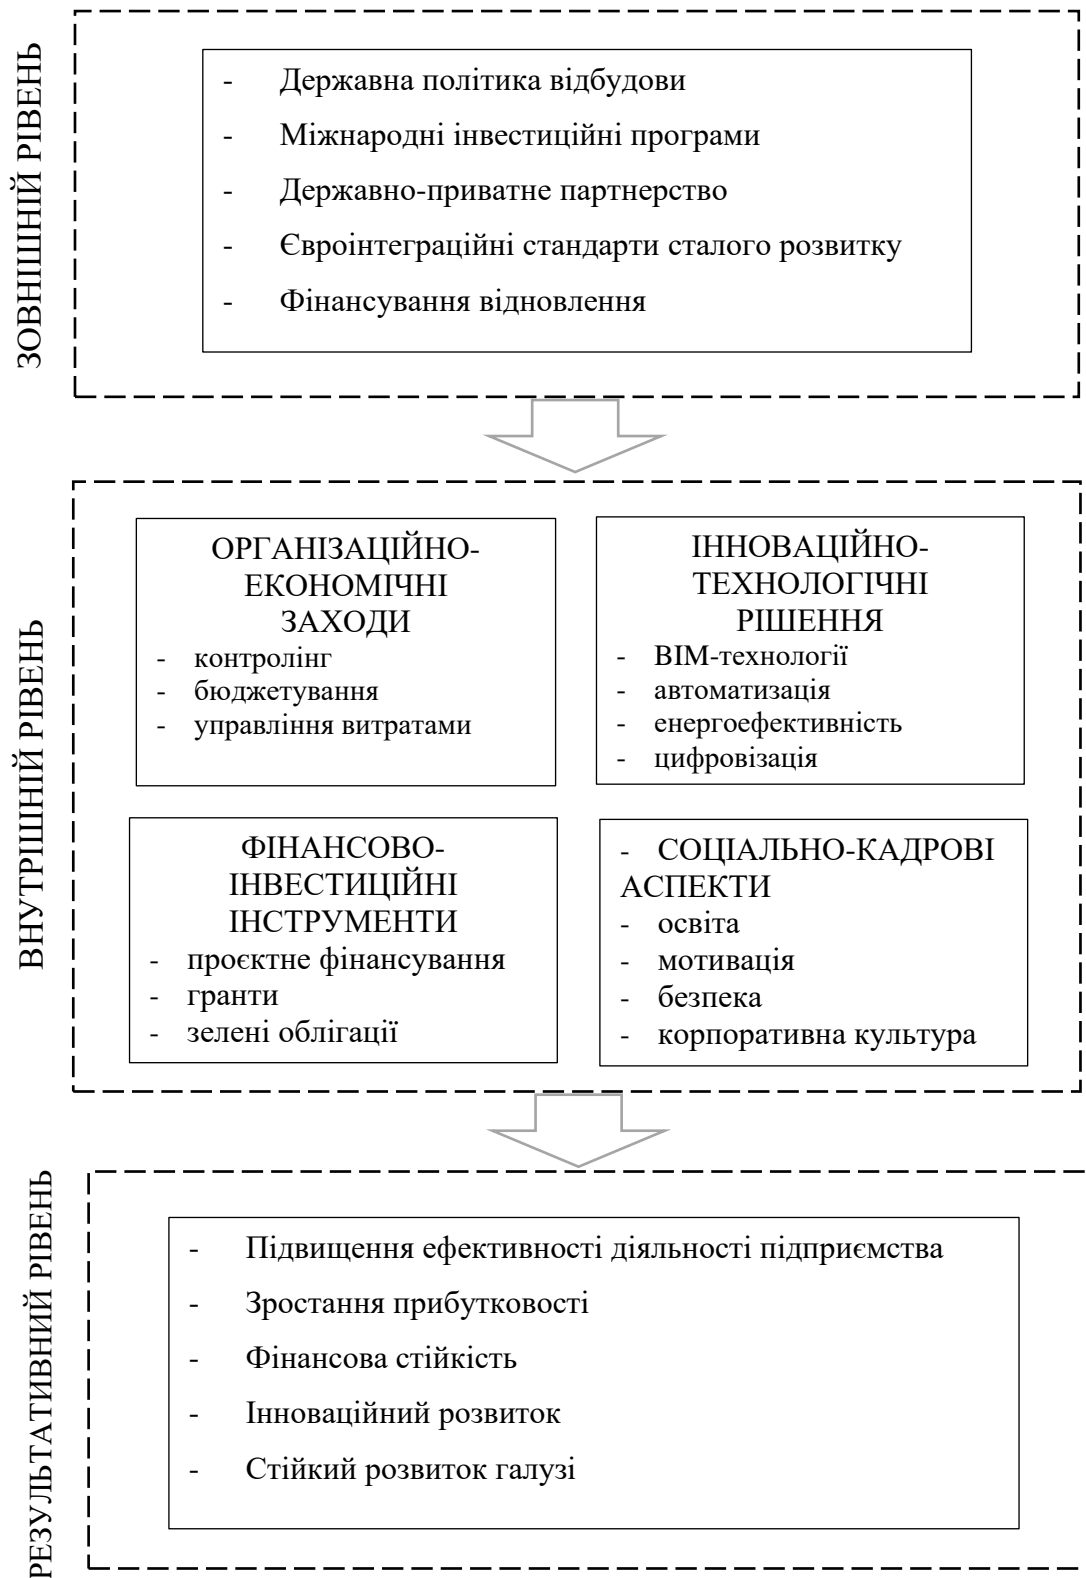 ЗОВНІШНІЙ РІВЕНЬ
- Державна політика відбудови
- Міжнародні інвестиційні програми
- Державно-приватне партнерство
- Євроінтеграційні стандарти сталого розвитку
- Фінансування відновлення
ВНУТРІШНІЙ РІВЕНЬ
ОРГАНІЗАЦІЙНО-
ЕКОНОМІЧНІ
ЗАХОДИ
- контролінг
- бюджетування
- управління витратами
ІННОВАЦІЙНО-
ТЕХНОЛОГІЧНІ
РІШЕННЯ
- BIM-технології
- автоматизація
- енергоефективність
- цифровізація
ФІНАНСОВО-
ІНВЕСТИЦІЙНІ
ІНСТРУМЕНТИ
- проєктне фінансування
- гранти
- зелені облігації
- СОЦІАЛЬНО-КАДРОВІ
АСПЕКТИ
- освіта
- мотивація
- безпека
- корпоративна культура
РЕЗУЛЬТАТИВНИЙ РІВЕНЬ
- Підвищення ефективності діяльності підприємства
- Зростання прибутковості
- Фінансова стійкість
- Інноваційний розвиток
- Стійкий розвиток галузі